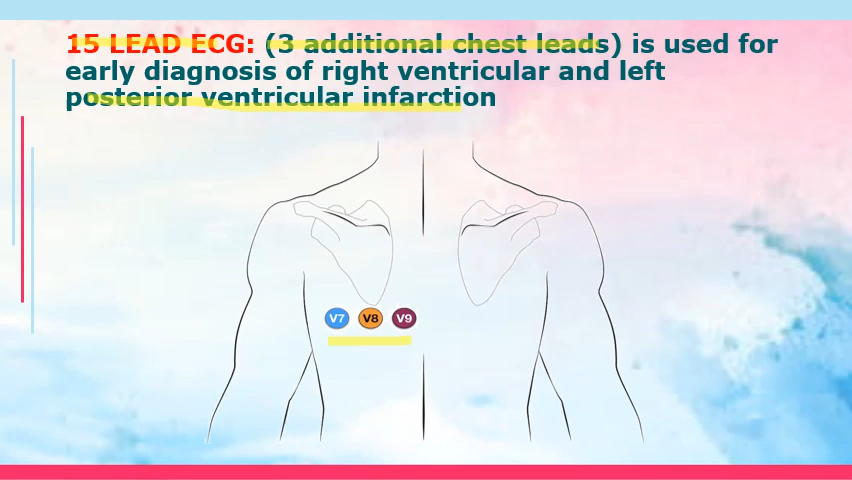 15 LEAD ECG: (3 additional chest leads) is used for
early diagnosis of right ventricular and left
posterior ventricular infarction
V7 V8 V9